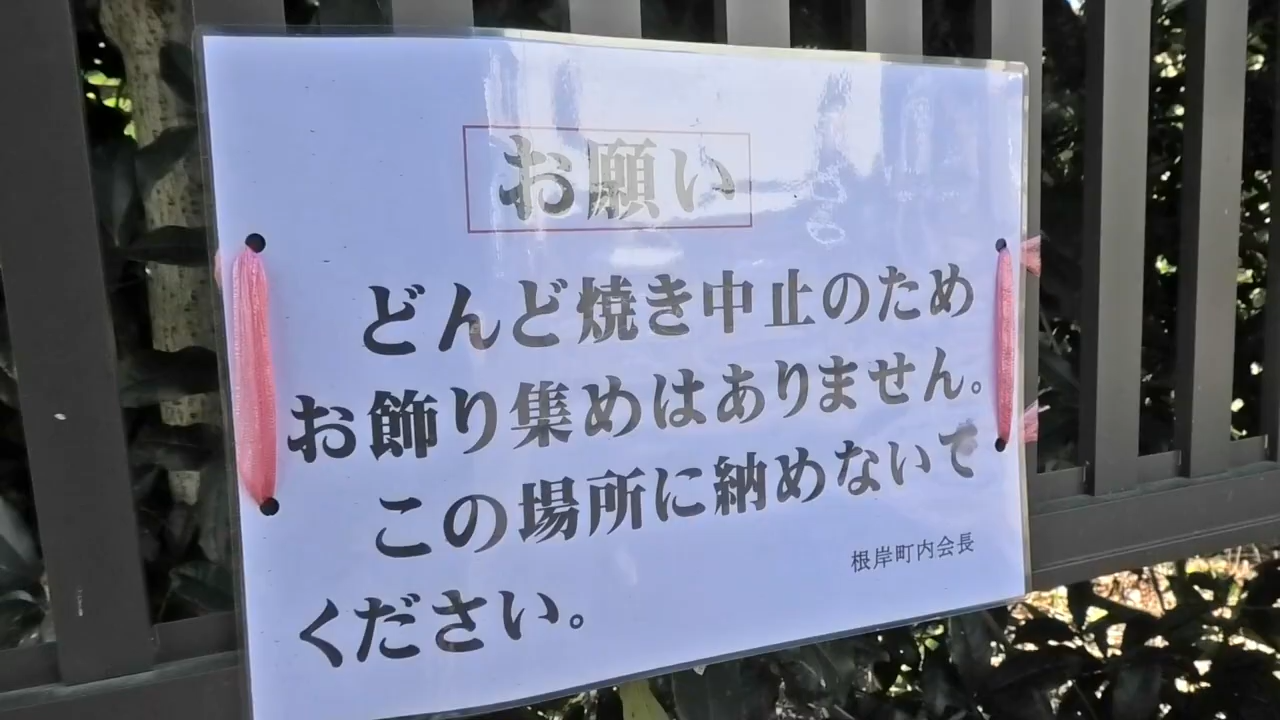 お願い
どんど焼き中止のため
お飾り集めはありません。
この場所に納めないで
ください。
根岸町内会長